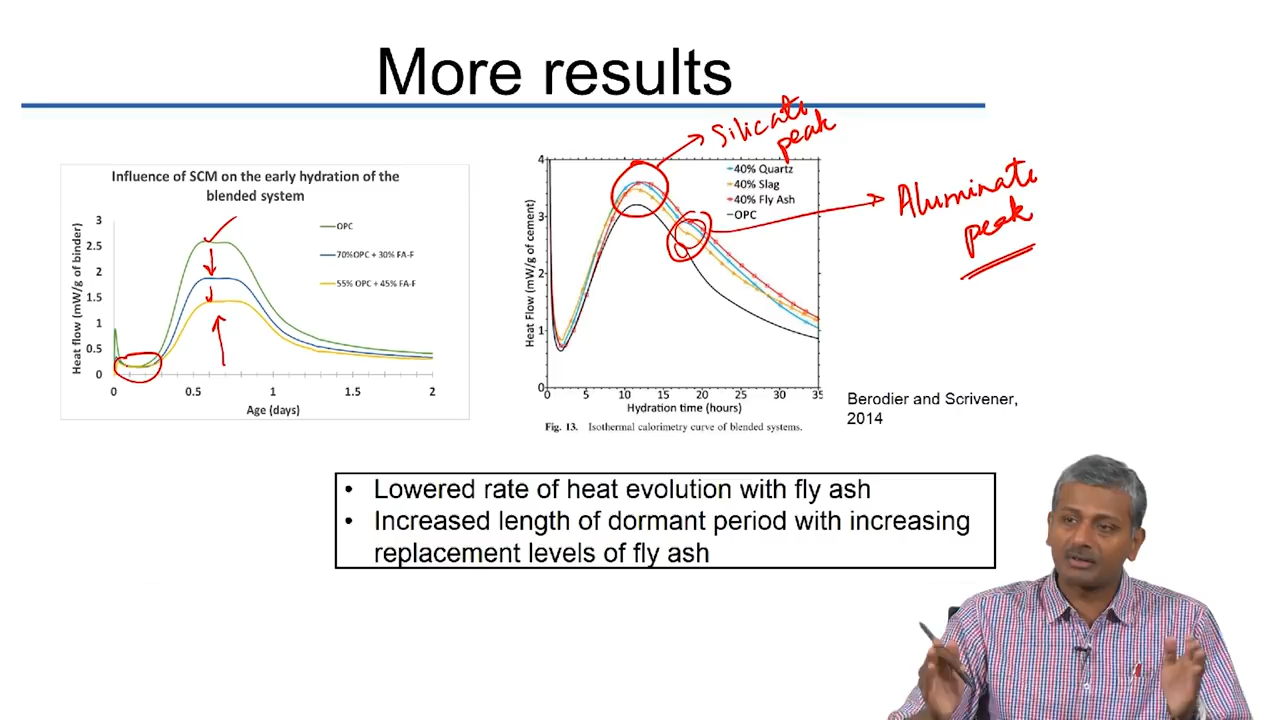 More results
Silicate
peak
Influence of SCM on the early hydration of the
blended system
Heat flow (mW/g of binder)
3
2.5
2
1.5
1
0.5
0
OPC
70%OPC + 30% FA-F
55% OPC + 45% FA-F
0 0.5 1 1.5 2
Age (days)
Heat Flow (mW/g of cement)
4
3
2
1
0
40% Quartz
40% Slag
40% Fly Ash
OPC
0 5 10 15 20 25 30 35
Hydration time (hours)
Fig. 13. Isothermal calorimetry curve of blended systems.
Aluminate
peak
Berodier and Scrivener,
2014
• Lowered rate of heat evolution with fly ash
• Increased length of dormant period with increasing
replacement levels of fly ash